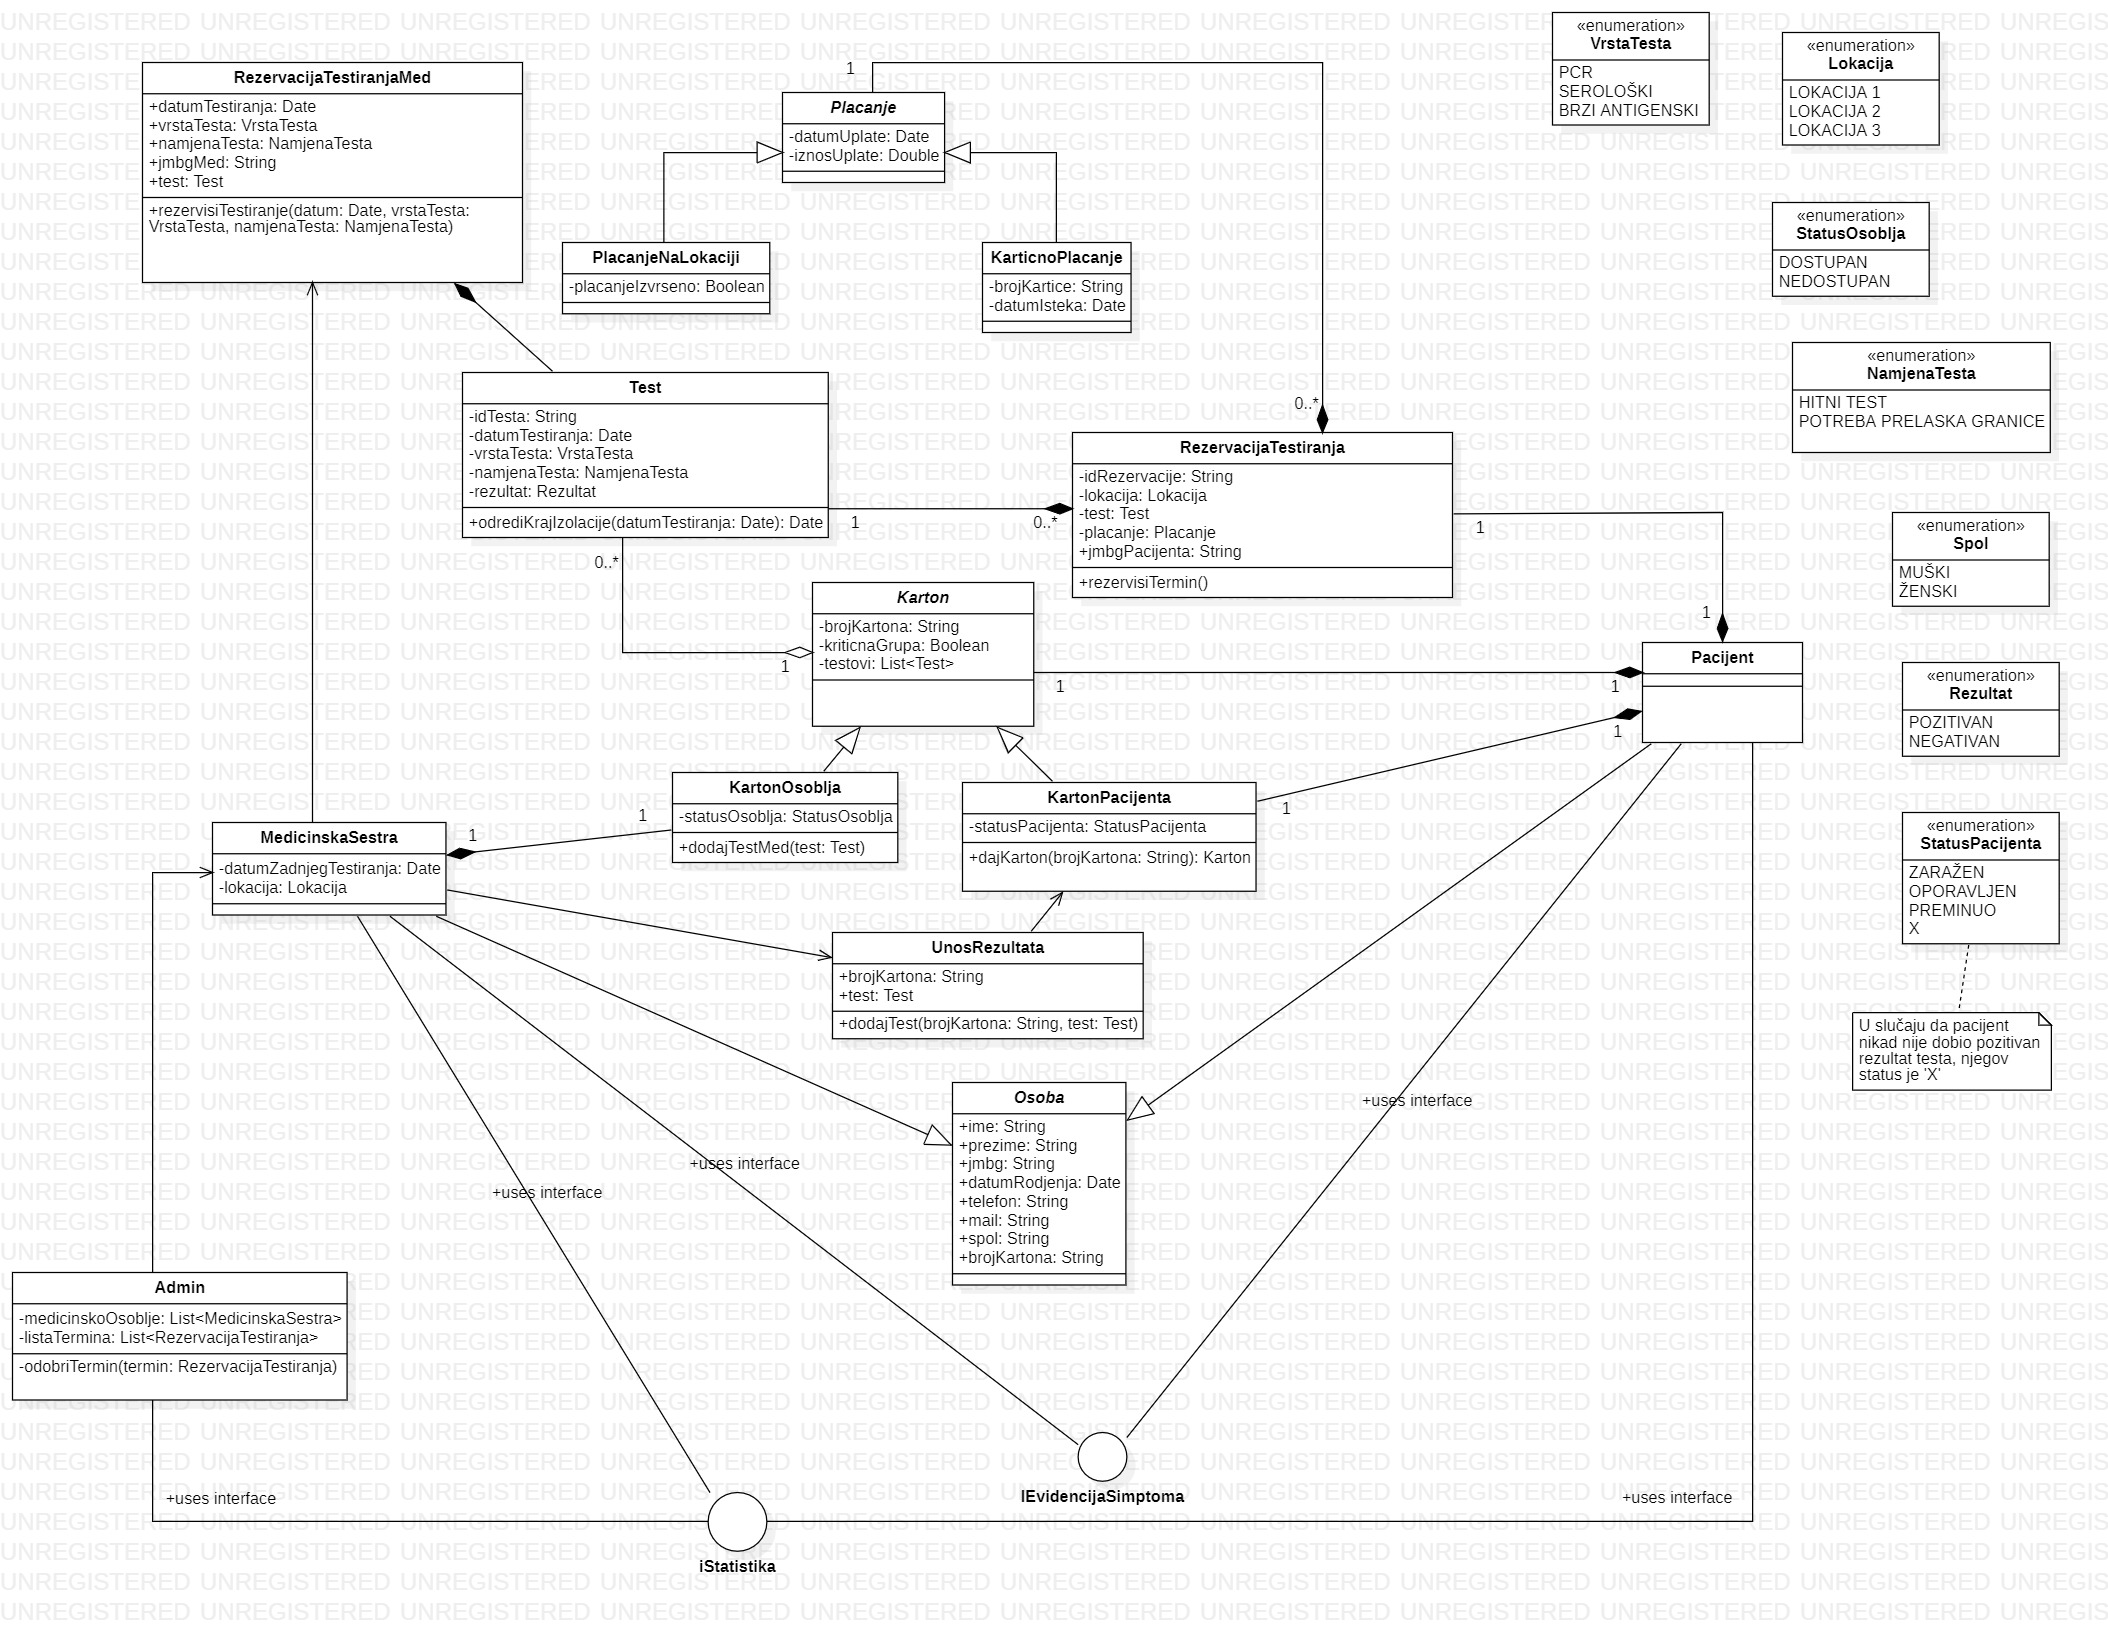 RezervacijaTestiranjaMed
+datumTestiranja: Date
+vrstaTesta: VrstaTesta
+namjenaTesta: NamjenaTesta
+jmbgMed: String
+test: Test
+rezervisiTestiranje(datum: Date, vrstaTesta:
VrstaTesta, namjenaTesta: NamjenaTesta)
1
Placanje
-datumUplate: Date
-iznosUplate: Double
PlacanjeNaLokaciji
-placanjeIzvrseno: Boolean
KarticnoPlacanje
-brojKartice: String
-datumIsteka: Date
«enumeration»
VrstaTesta
PCR
SEROLOŠKI
BRZI ANTIGENSKI
«enumeration»
Lokacija
LOKACIJA 1
LOKACIJA 2
LOKACIJA 3
«enumeration»
StatusOsoblja
DOSTUPAN
NEDOSTUPAN
«enumeration»
NamjenaTesta
HITNI TEST
POTREBA PRELASKA GRANICE
Test
-idTesta: String
-datumTestiranja: Date
-vrstaTesta: VrstaTesta
-namjenaTesta: NamjenaTesta
-rezultat: Rezultat
+odrediKrajIzolacije(datumTestiranja: Date): Date
1
0..*
0..*
0..*
1
RezervacijaTestiranja
-idRezervacije: String
-lokacija: Lokacija
-test: Test
-placanje: Placanje
+jmbgPacijenta: String
+rezervisiTermin()
1
1
«enumeration»
Spol
MUŠKI
ŽENSKI
Karton
-brojKartona: String
-kriticnaGrupa: Boolean
-testovi: List<Test>
1
1
1
Pacijent
«enumeration»
Rezultat
POZITIVAN
NEGATIVAN
KartonOsoblja
-statusOsoblja: StatusOsoblja
+dodajTestMed(test: Test)
1
1
KartonPacijenta
-statusPacijenta: StatusPacijenta
+dajKarton(brojKartona: String): Karton
1
MedicinskaSestra
-datumZadnjegTestiranja: Date
-lokacija: Lokacija
«enumeration»
StatusPacijenta
ZARAŽEN
OPORAVLJEN
PREMINUO
X
UnosRezultata
+brojKartona: String
+test: Test
+dodajTest(brojKartona: String, test: Test)
U slučaju da pacijent
nikad nije dobio pozitivan
rezultat testa, njegov
status je 'X'
Osoba
+ime: String
+prezime: String
+jmbg: String
+datumRodjenja: Date
+telefon: String
+mail: String
+spol: String
+brojKartona: String
+uses interface
+uses interface
+uses interface
Admin
-medicinskoOsoblje: List<MedicinskaSestra>
-listaTermina: List<RezervacijaTestiranja>
-odobriTermin(termin: RezervacijaTestiranja)
+uses interface
+uses interface
IEvidencijaSimptoma
iStatistika